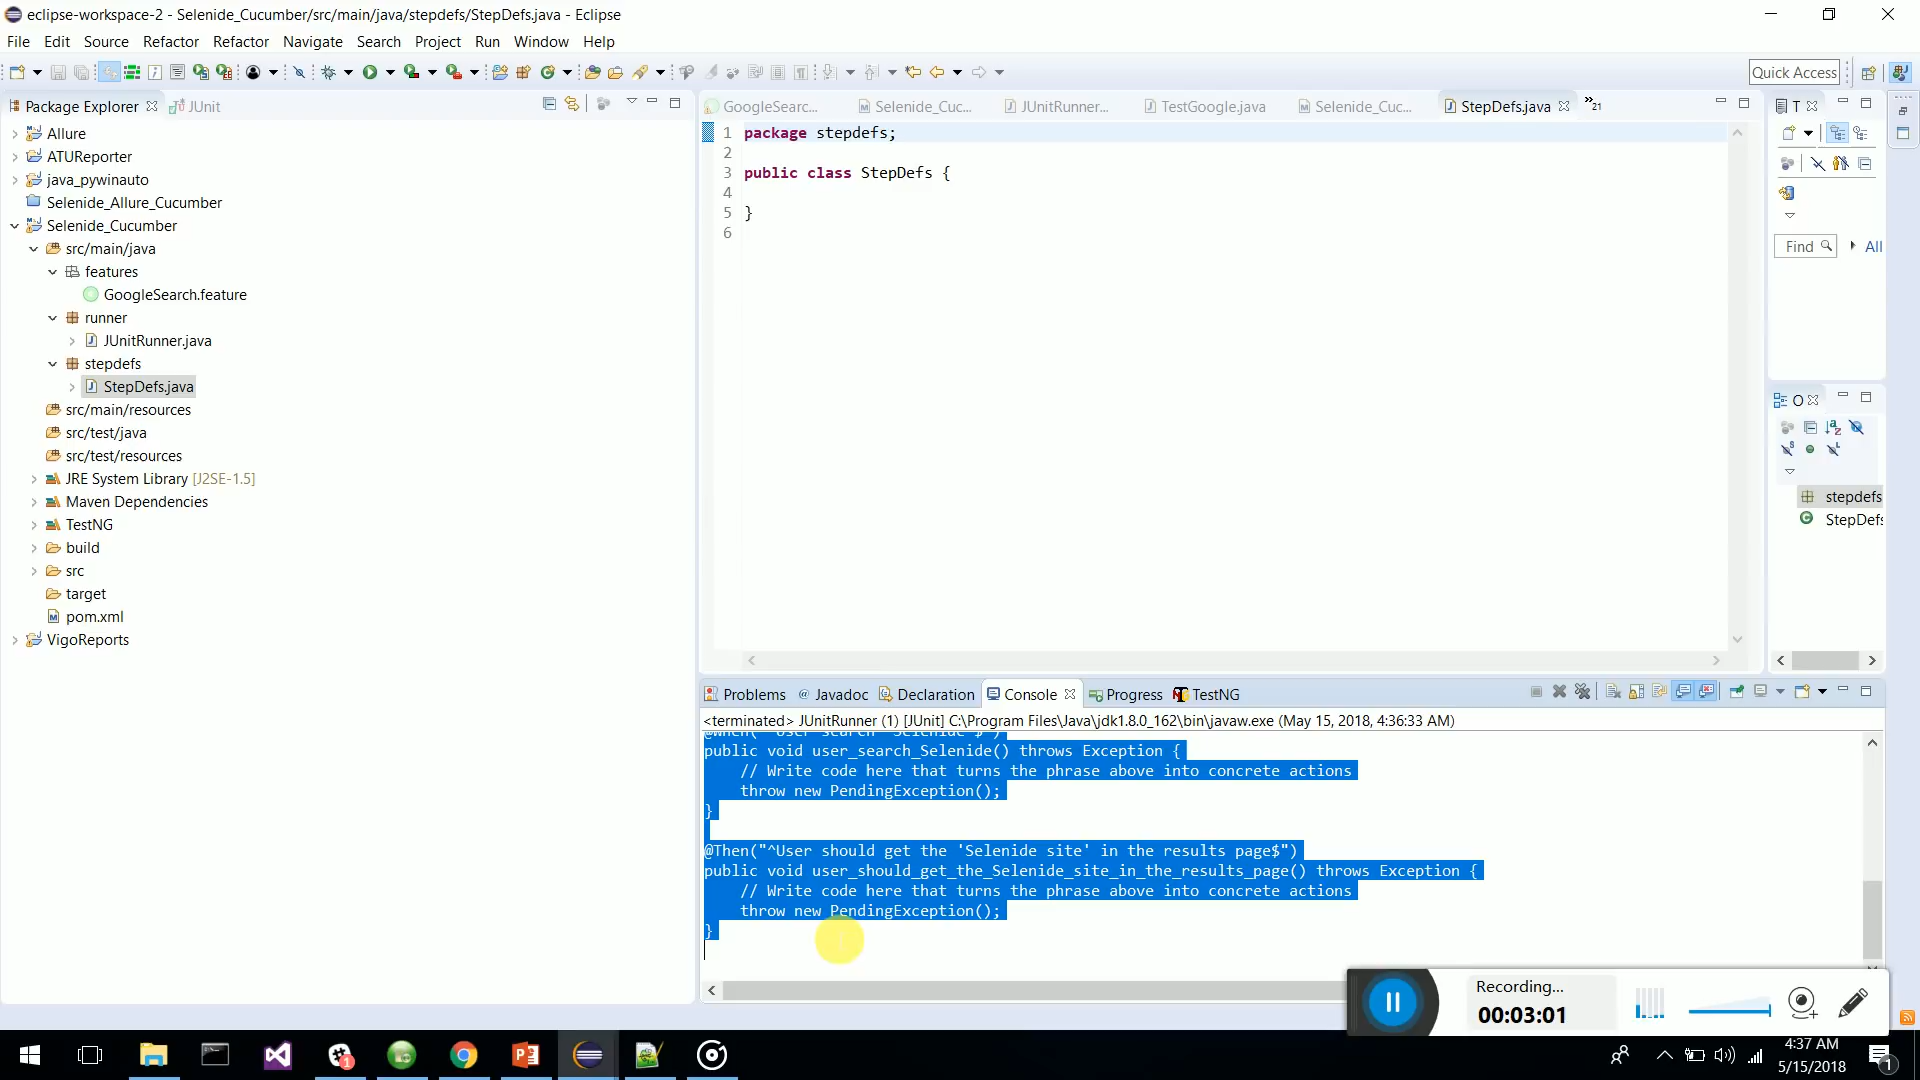 eclipse-workspace-2 - Selenide_Cucumber/src/main/java/stepdefs/StepDefs.java - Eclipse
File Edit Source Refactor Refactor Navigate Search Project Run Window Help
Quick Access
Package Explorer JUnit
GoogleSearc... Selenide_Cuc... JUnitRunner... TestGoogle.java Selenide_Cuc... StepDefs.java »21
T
Allure
ATUReporter
java_pywinauto
Selenide_Allure_Cucumber
Selenide_Cucumber
src/main/java
features
GoogleSearch.feature
runner
JUnitRunner.java
stepdefs
StepDefs.java
src/main/resources
src/test/java
src/test/resources
JRE System Library [J2SE-1.5]
Maven Dependencies
TestNG
build
src
target
pom.xml
VigoReports
1 package stepdefs;
2
3 public class StepDefs {
4
5 }
6
Find All
O
stepdefs
StepDefs
Problems @ Javadoc Declaration Console Progress TestNG
<terminated> JUnitRunner (1) [JUnit] C:\Program Files\Java\jdk1.8.0_162\bin\javaw.exe (May 15, 2018, 4:36:33 AM)
public void user_search_Selenide() throws Exception {
// Write code here that turns the phrase above into concrete actions
throw new PendingException();
}
@Then("^User should get the 'Selenide site' in the results page$")
public void user_should_get_the_Selenide_site_in_the_results_page() throws Exception {
// Write code here that turns the phrase above into concrete actions
throw new PendingException();
}
Recording...
00:03:01
4:37 AM
5/15/2018
1
1